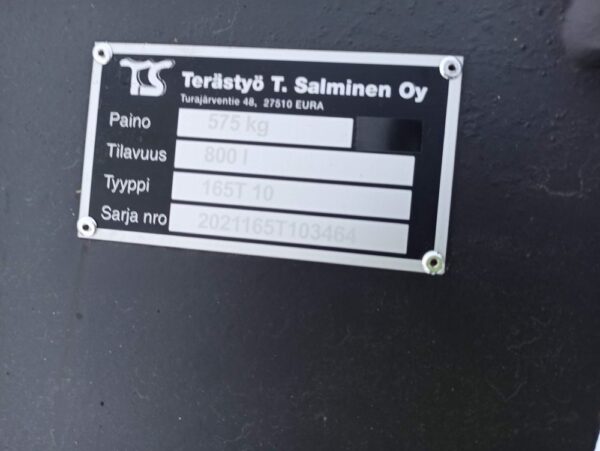 TS Terästyö T. Salminen Oy
Turajärventie 48, 27510 EURA
Paino 575 kg
Tilavuus 800 l
Tyyppi 165T 10
Sarja nro 2021165T103464